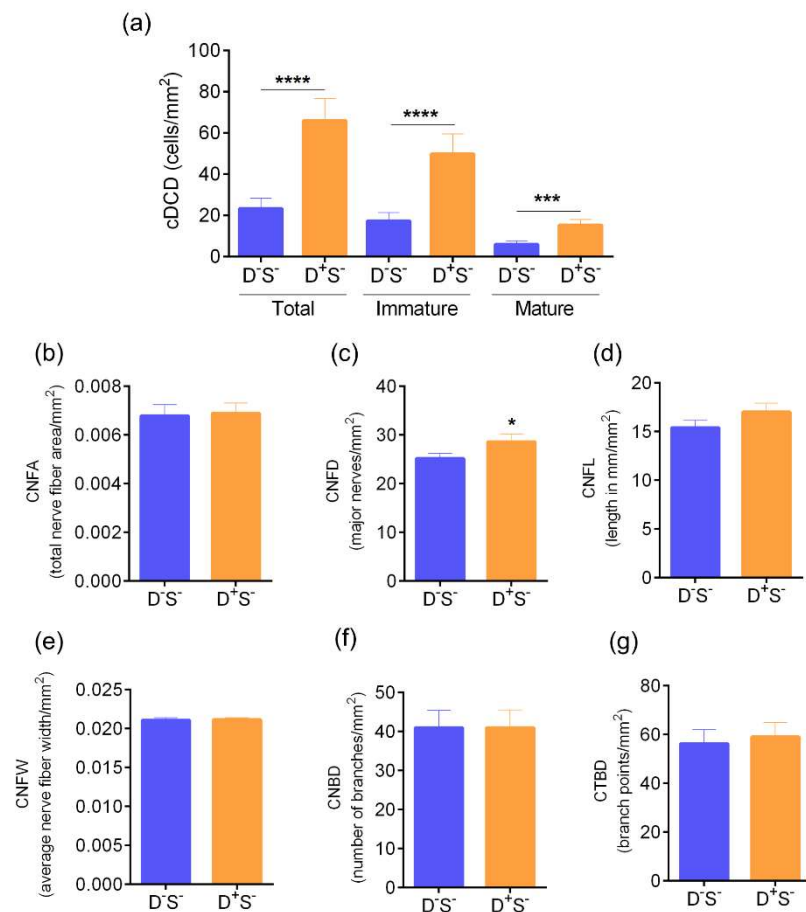 (a)
cDCD (cells/mm²)
100
80
60
40
20
0
**** **** ***
D⁻S⁻ D⁺S⁻ D⁻S⁻ D⁺S⁻ D⁻S⁻ D⁺S⁻
Total Immature Mature
(b)
CNFA
(total nerve fiber area/mm²)
0.008
0.006
0.004
0.002
0.000
D⁻S⁻ D⁺S⁻
(c)
CNFD
(major nerves/mm²)
40
30
20
10
0
*
D⁻S⁻ D⁺S⁻
(d)
CNFL
(length in mm/mm²)
20
15
10
5
0
D⁻S⁻ D⁺S⁻
(e)
CNFW
(average nerve fiber width/mm²)
0.025
0.020
0.015
0.010
0.005
0.000
D⁻S⁻ D⁺S⁻
(f)
CNBD
(number of branches/mm²)
50
40
30
20
10
0
D⁻S⁻ D⁺S⁻
(g)
CTBD
(branch points/mm²)
80
60
40
20
0
D⁻S⁻ D⁺S⁻